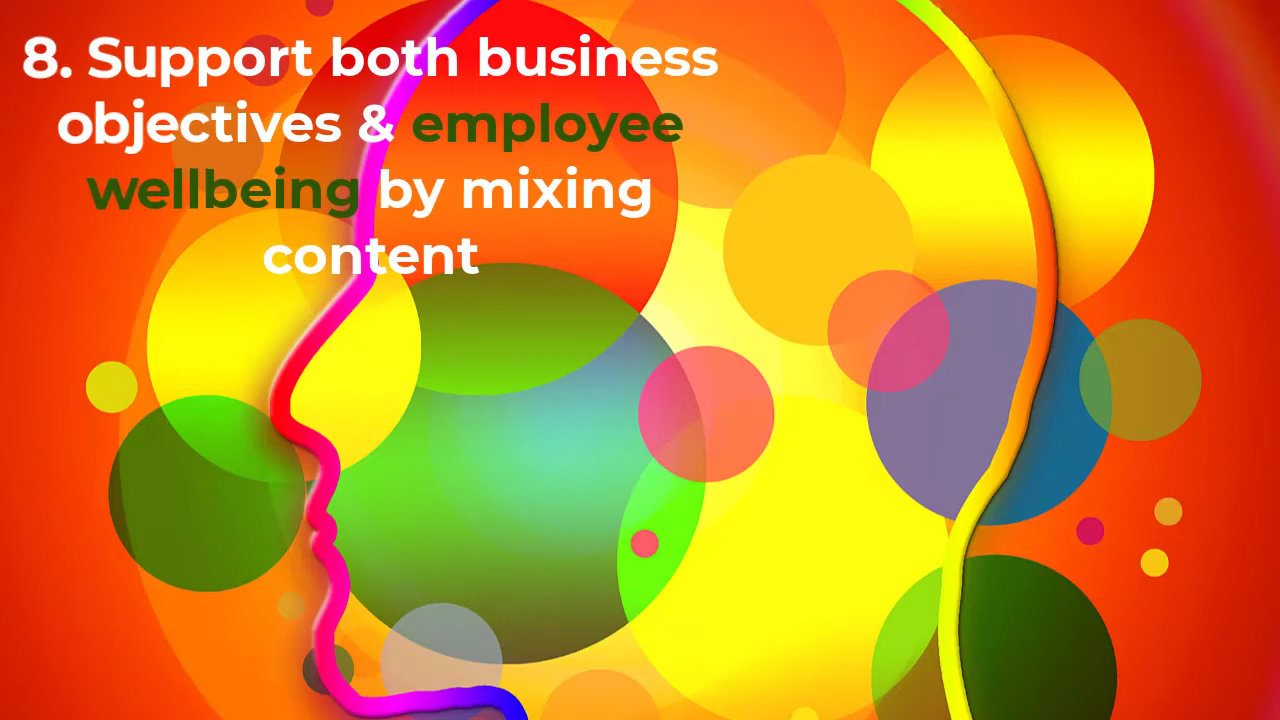 8. Support both business
objectives & employee
wellbeing by mixing
content